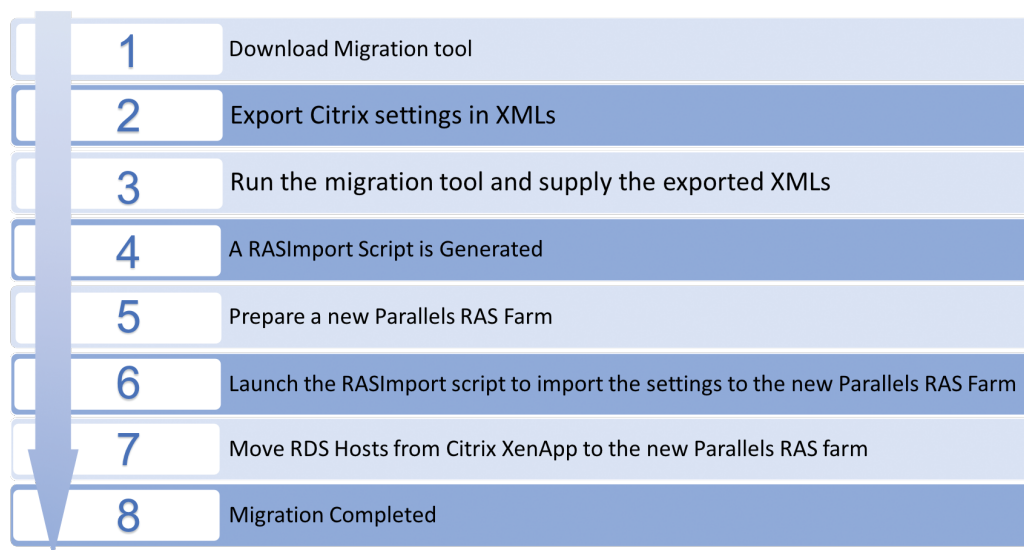 1 Download Migration tool
2 Export Citrix settings in XMLs
3 Run the migration tool and supply the exported XMLs
4 A RASImport Script is Generated
5 Prepare a new Parallels RAS Farm
6 Launch the RASImport script to import the settings to the new Parallels RAS Farm
7 Move RDS Hosts from Citrix XenApp to the new Parallels RAS farm
8 Migration Completed